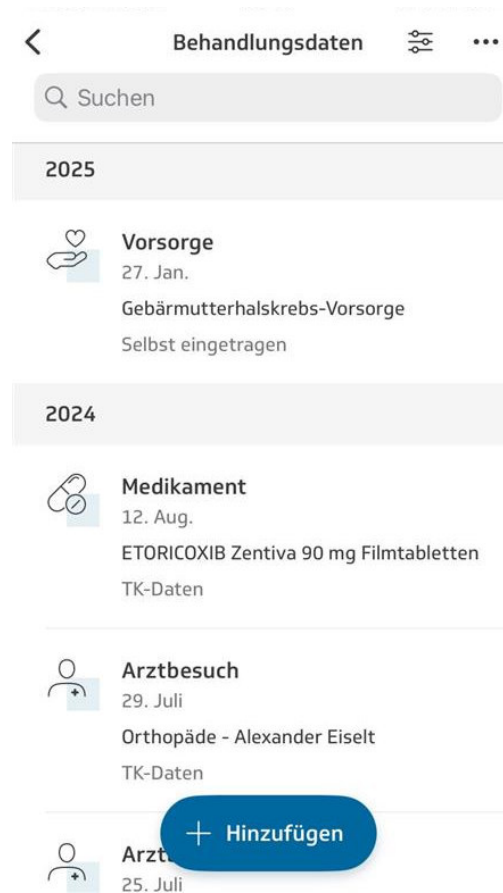 Behandlungsdaten
Suchen
2025
Vorsorge
27. Jan.
Gebärmutterhalskrebs-Vorsorge
Selbst eingetragen
2024
Medikament
12. Aug.
ETORICOXIB Zentiva 90 mg Filmtabletten
TK-Daten
Arztbesuch
29. Juli
Orthopäde - Alexander Eiselt
TK-Daten
Hinzufügen
25. Juli